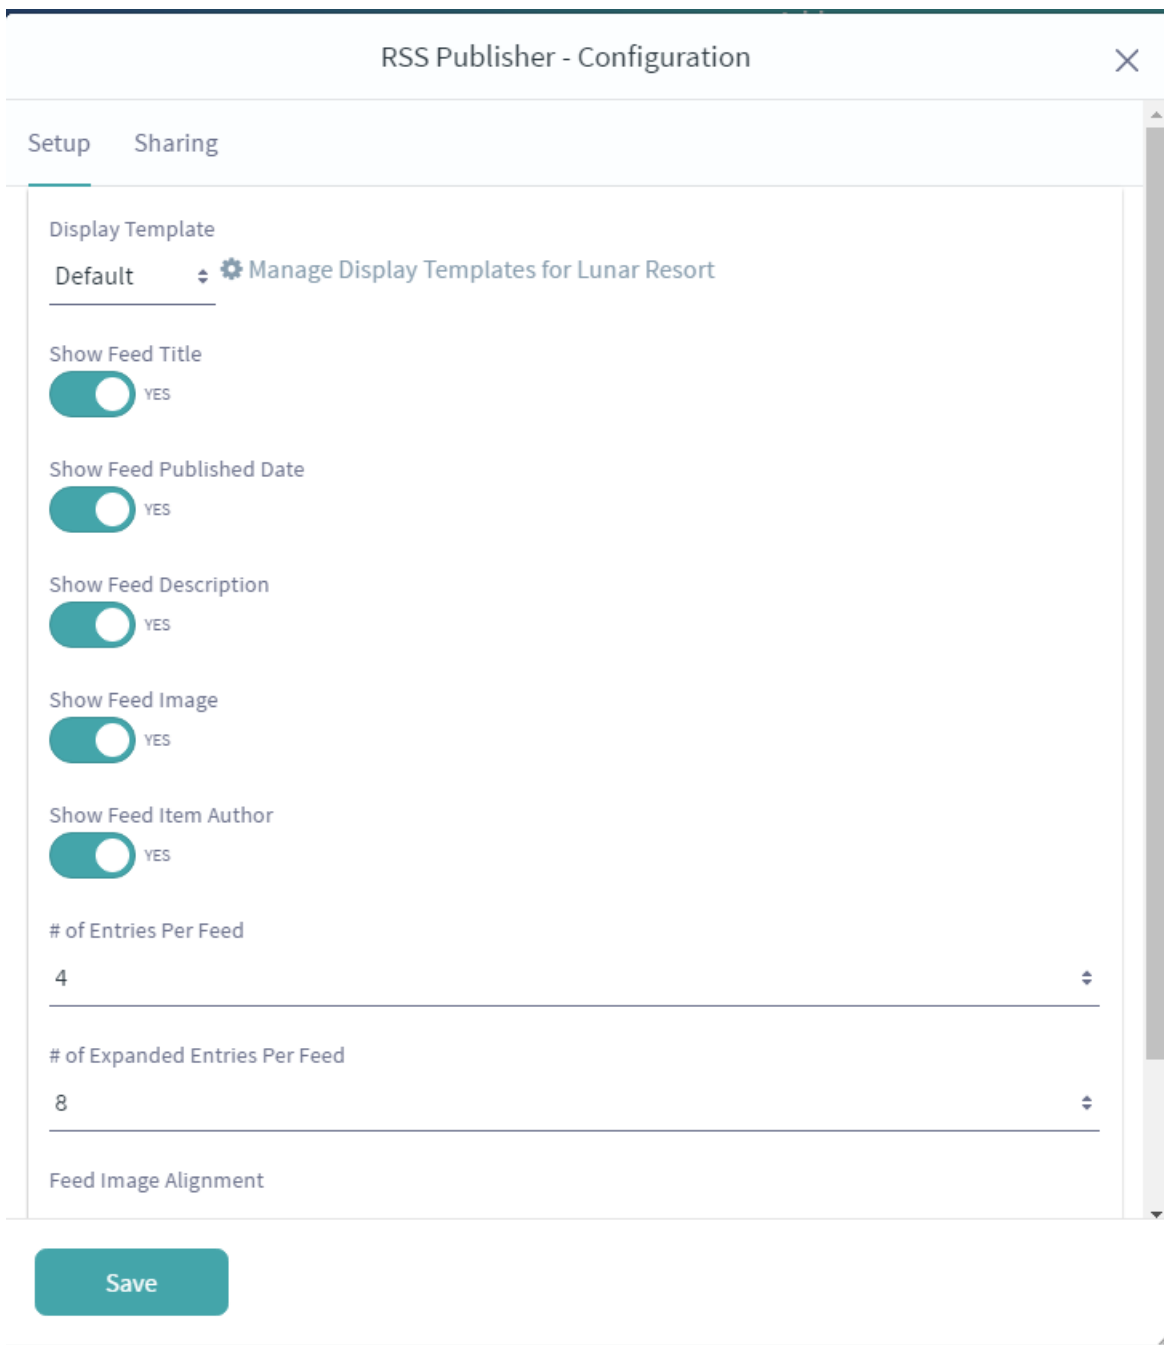 RSS Publisher - Configuration
Setup Sharing
Display Template
Default Manage Display Templates for Lunar Resort
Show Feed Title
YES
Show Feed Published Date
YES
Show Feed Description
YES
Show Feed Image
YES
Show Feed Item Author
YES
# of Entries Per Feed
4
# of Expanded Entries Per Feed
8
Feed Image Alignment
Save